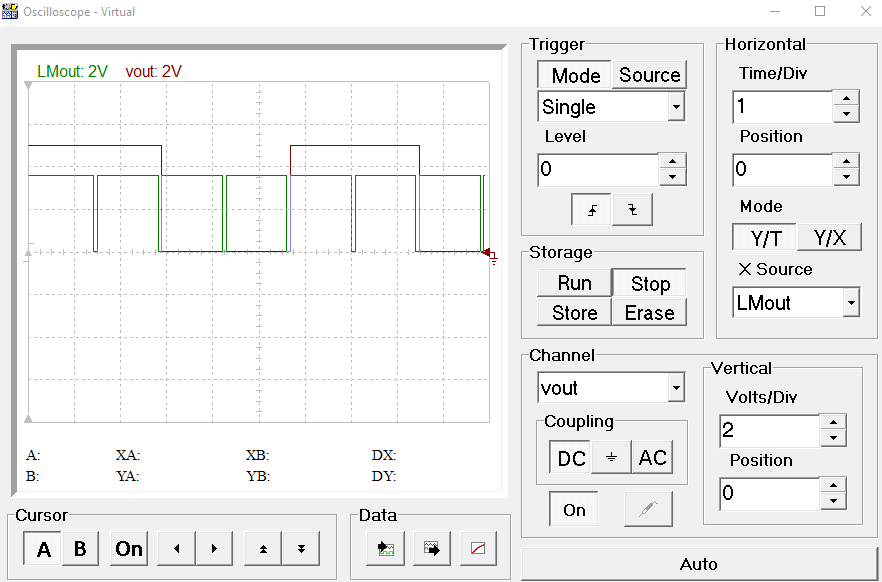 Oscilloscope - Virtual
LMout: 2V vout: 2V
A: XA: XB: DX:
B: YA: YB: DY:
Cursor
A B On
Data
Trigger
Mode Source
Single
Level
0
Storage
Run Stop
Store Erase
Horizontal
Time/Div
1
Position
0
Mode
Y/T Y/X
X Source
LMout
Channel
vout
Coupling
DC AC
On
Vertical
Volts/Div
2
Position
0
Auto